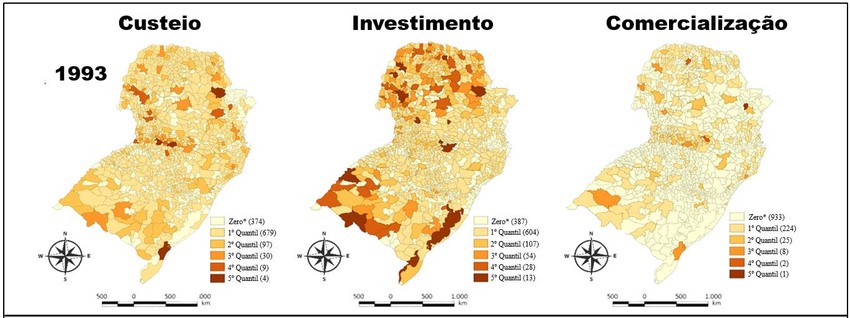 Custeio
Investimento
Comercialização
1993
Zero* (374)
1º Quantil (679)
2º Quantil (97)
3º Quantil (30)
4º Quantil (9)
5º Quantil (4)
N
W
E
S
500 0 500 1.000
km
Zero* (387)
1º Quantil (604)
2º Quantil (107)
3º Quantil (54)
4º Quantil (28)
5º Quantil (13)
N
W
E
S
500 0 500 1.000
km
Zero* (933)
1º Quantil (224)
2º Quantil (25)
3º Quantil (8)
4º Quantil (2)
5º Quantil (1)
N
W
E
S
500 0 500 1.000
km